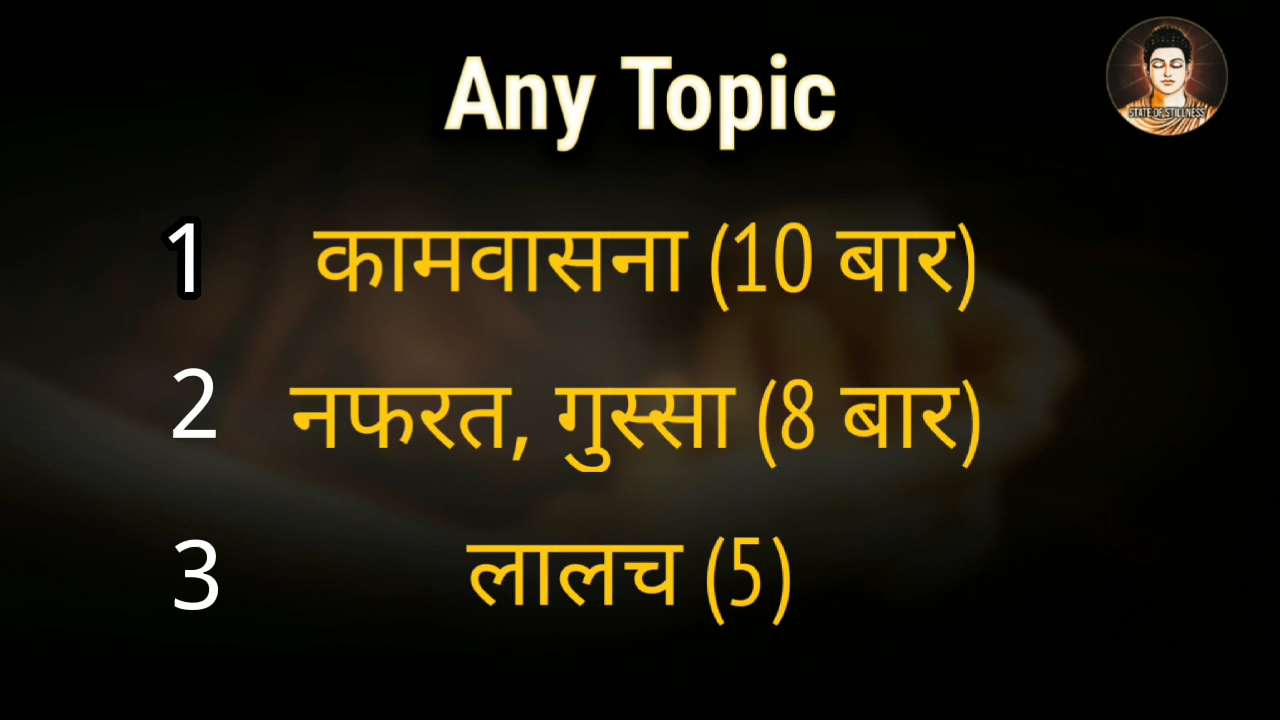 Any Topic
STATE OF STILLNESS
1 कामवासना (10 बार)
2 नफरत, गुस्सा (8 बार)
3 लालच (5)